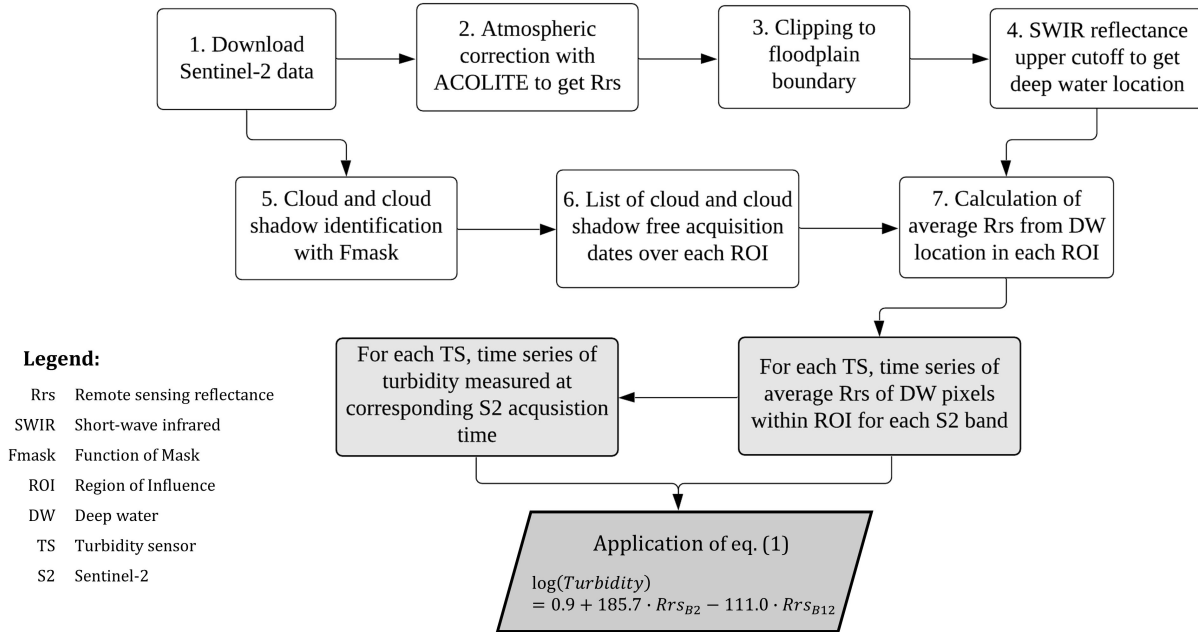 1. Download
Sentinel-2 data
2. Atmospheric
correction with
ACOLITE to get Rrs
3. Clipping to
floodplain
boundary
4. SWIR reflectance
upper cutoff to get
deep water location
5. Cloud and cloud
shadow identification
with Fmask
6. List of cloud and cloud
shadow free acquisition
dates over each ROI
7. Calculation of
average Rrs from DW
location in each ROI
For each TS, time series of
turbidity measured at
corresponding S2 acqusistion
time
For each TS, time series of
average Rrs of DW pixels
within ROI for each S2 band
Legend:
Rrs Remote sensing reflectance
SWIR Short-wave infrared
Fmask Function of Mask
ROI Region of Influence
DW Deep water
TS Turbidity sensor
S2 Sentinel-2
Application of eq. (1)
log(Turbidity)
= 0.9 + 185.7 · Rrs_B2 − 111.0 · Rrs_B12